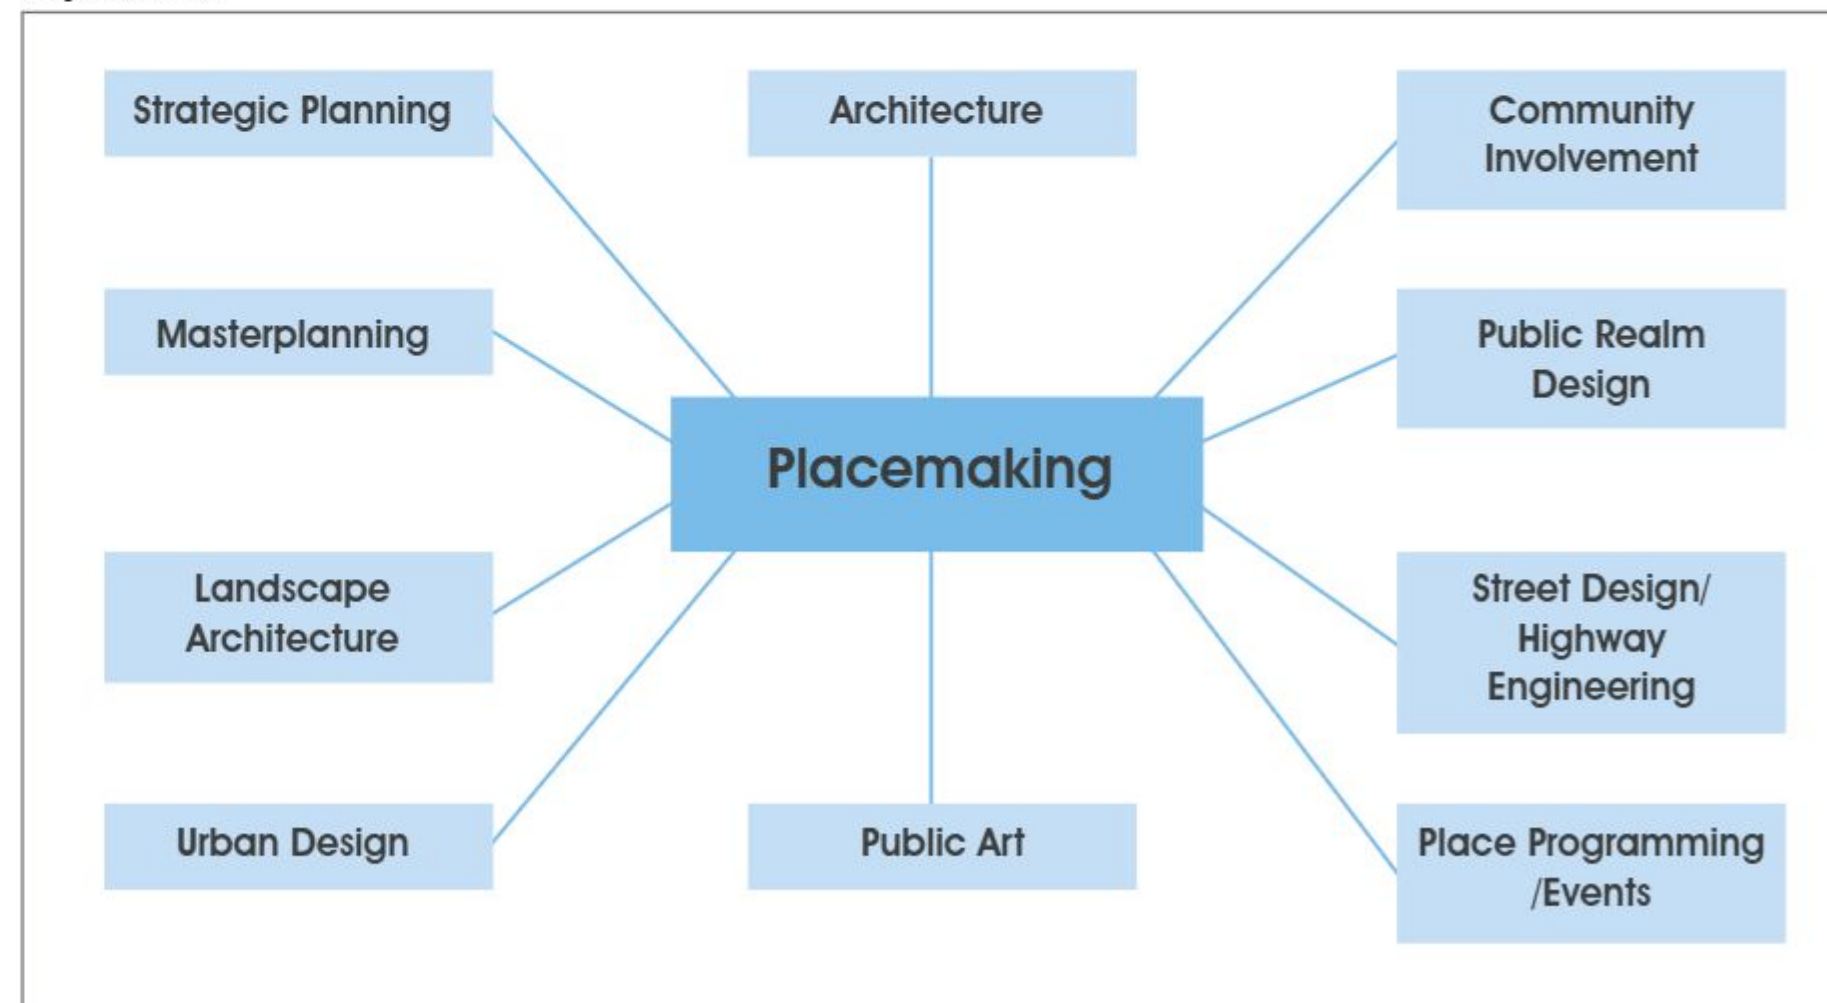 Strategic Planning
Architecture
Community
Involvement
Masterplanning
Public Realm
Design
Placemaking
Landscape
Architecture
Street Design/
Highway
Engineering
Urban Design
Public Art
Place Programming
/Events